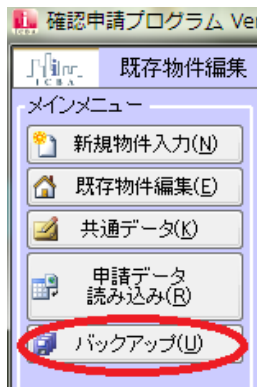 確認申請プログラム Ver
ICBA 既存物件編集
メインメニュー
新規物件入力(N)
既存物件編集(E)
共通データ(K)
申請データ
読み込み(R)
バックアップ(U)